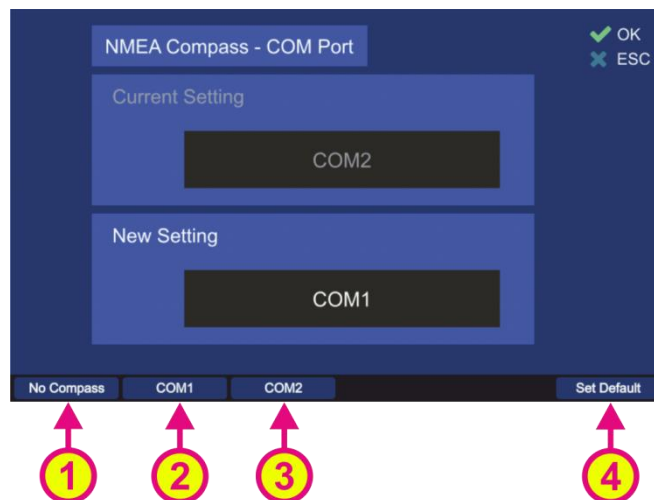 NMEA Compass - COM Port
OK
ESC
Current Setting
COM2
New Setting
COM1
No Compass COM1 COM2 Set Default
1 2 3 4